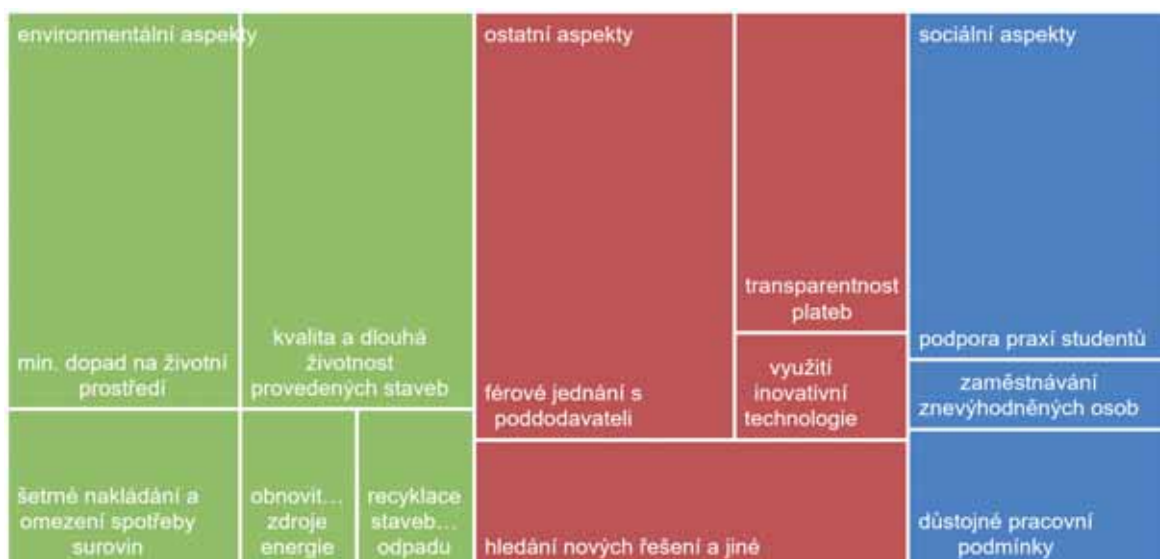 environmentální aspekty
min. dopad na životní
prostředí
kvalita a dlouhá
životnost
provedených staveb
šetrné nakládání a
omezení spotřeby
surovin
obnovit…
zdroje
energie
recyklace
staveb…
odpadu
ostatní aspekty
férové jednání s
poddodavateli
transparentnost
plateb
využití
inovativní
technologie
hledání nových řešení a jiné
sociální aspekty
podpora praxí studentů
zaměstnávání
znevýhodněných osob
důstojné pracovní
podmínky